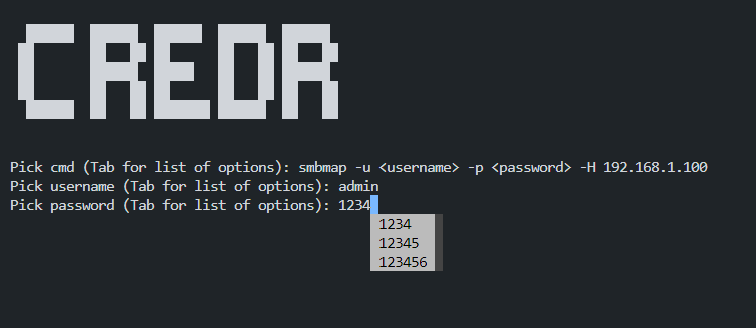 CREDR
Pick cmd (Tab for list of options): smbmap -u <username> -p <password> -H 192.168.1.100
Pick username (Tab for list of options): admin
Pick password (Tab for list of options): 1234
1234
12345
123456